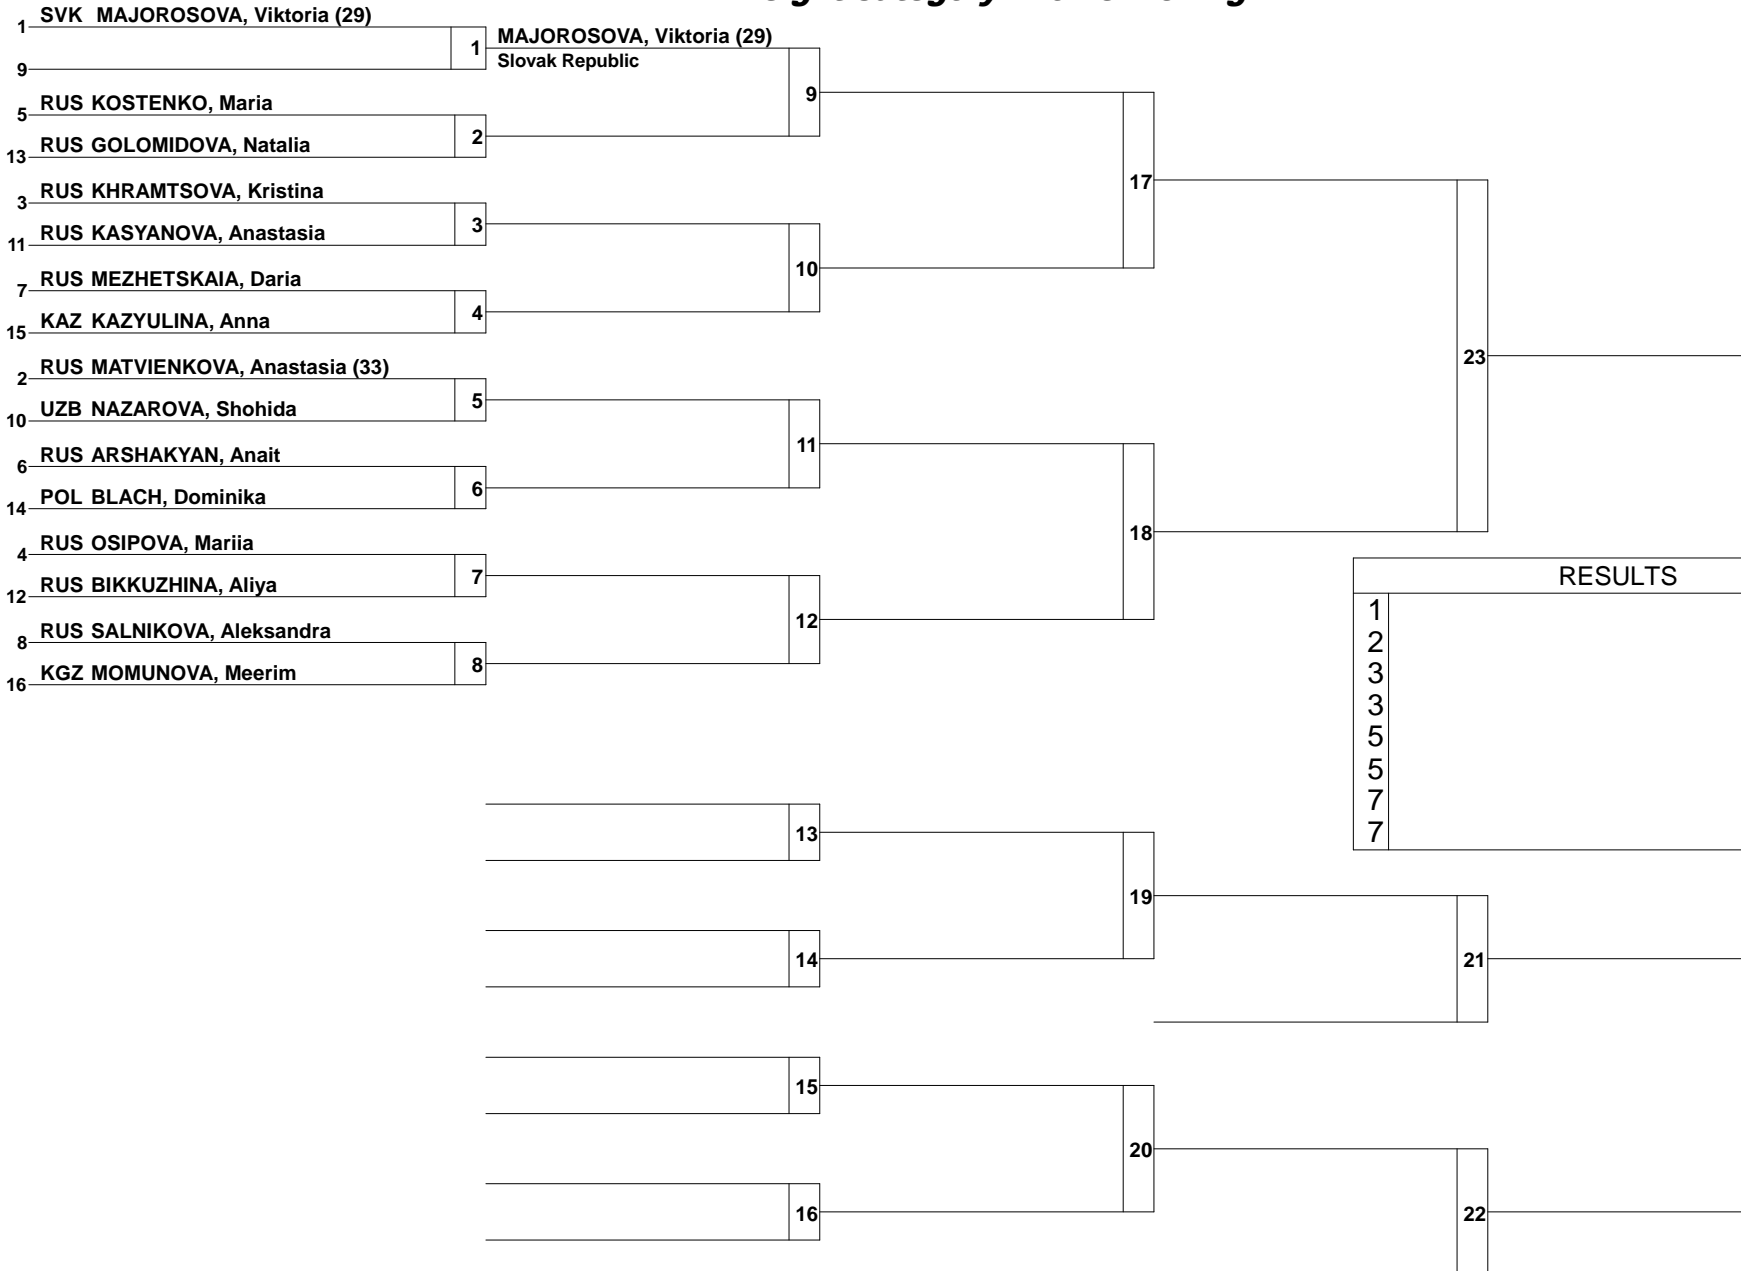 SVK MAJOROSOVA, Viktoria (29)
1
1
MAJOROSOVA, Viktoria (29)
Slovak Republic
9
9
RUS KOSTENKO, Maria
5
2
RUS GOLOMIDOVA, Natalia
13
RUS KHRAMTSOVA, Kristina
3
17
3
RUS KASYANOVA, Anastasia
11
10
RUS MEZHETSKAIA, Daria
7
4
KAZ KAZYULINA, Anna
15
RUS MATVIENKOVA, Anastasia (33)
2
23
5
UZB NAZAROVA, Shohida
10
11
RUS ARSHAKYAN, Anait
6
6
POL BLACH, Dominika
14
18
RUS OSIPOVA, Mariia
4
7
RUS BIKKUZHINA, Aliya
12
12
RUS SALNIKOVA, Aleksandra
8
8
KGZ MOMUNOVA, Meerim
16
RESULTS
1
2
3
3
5
5
7
7
13
19
14
21
15
20
16
22